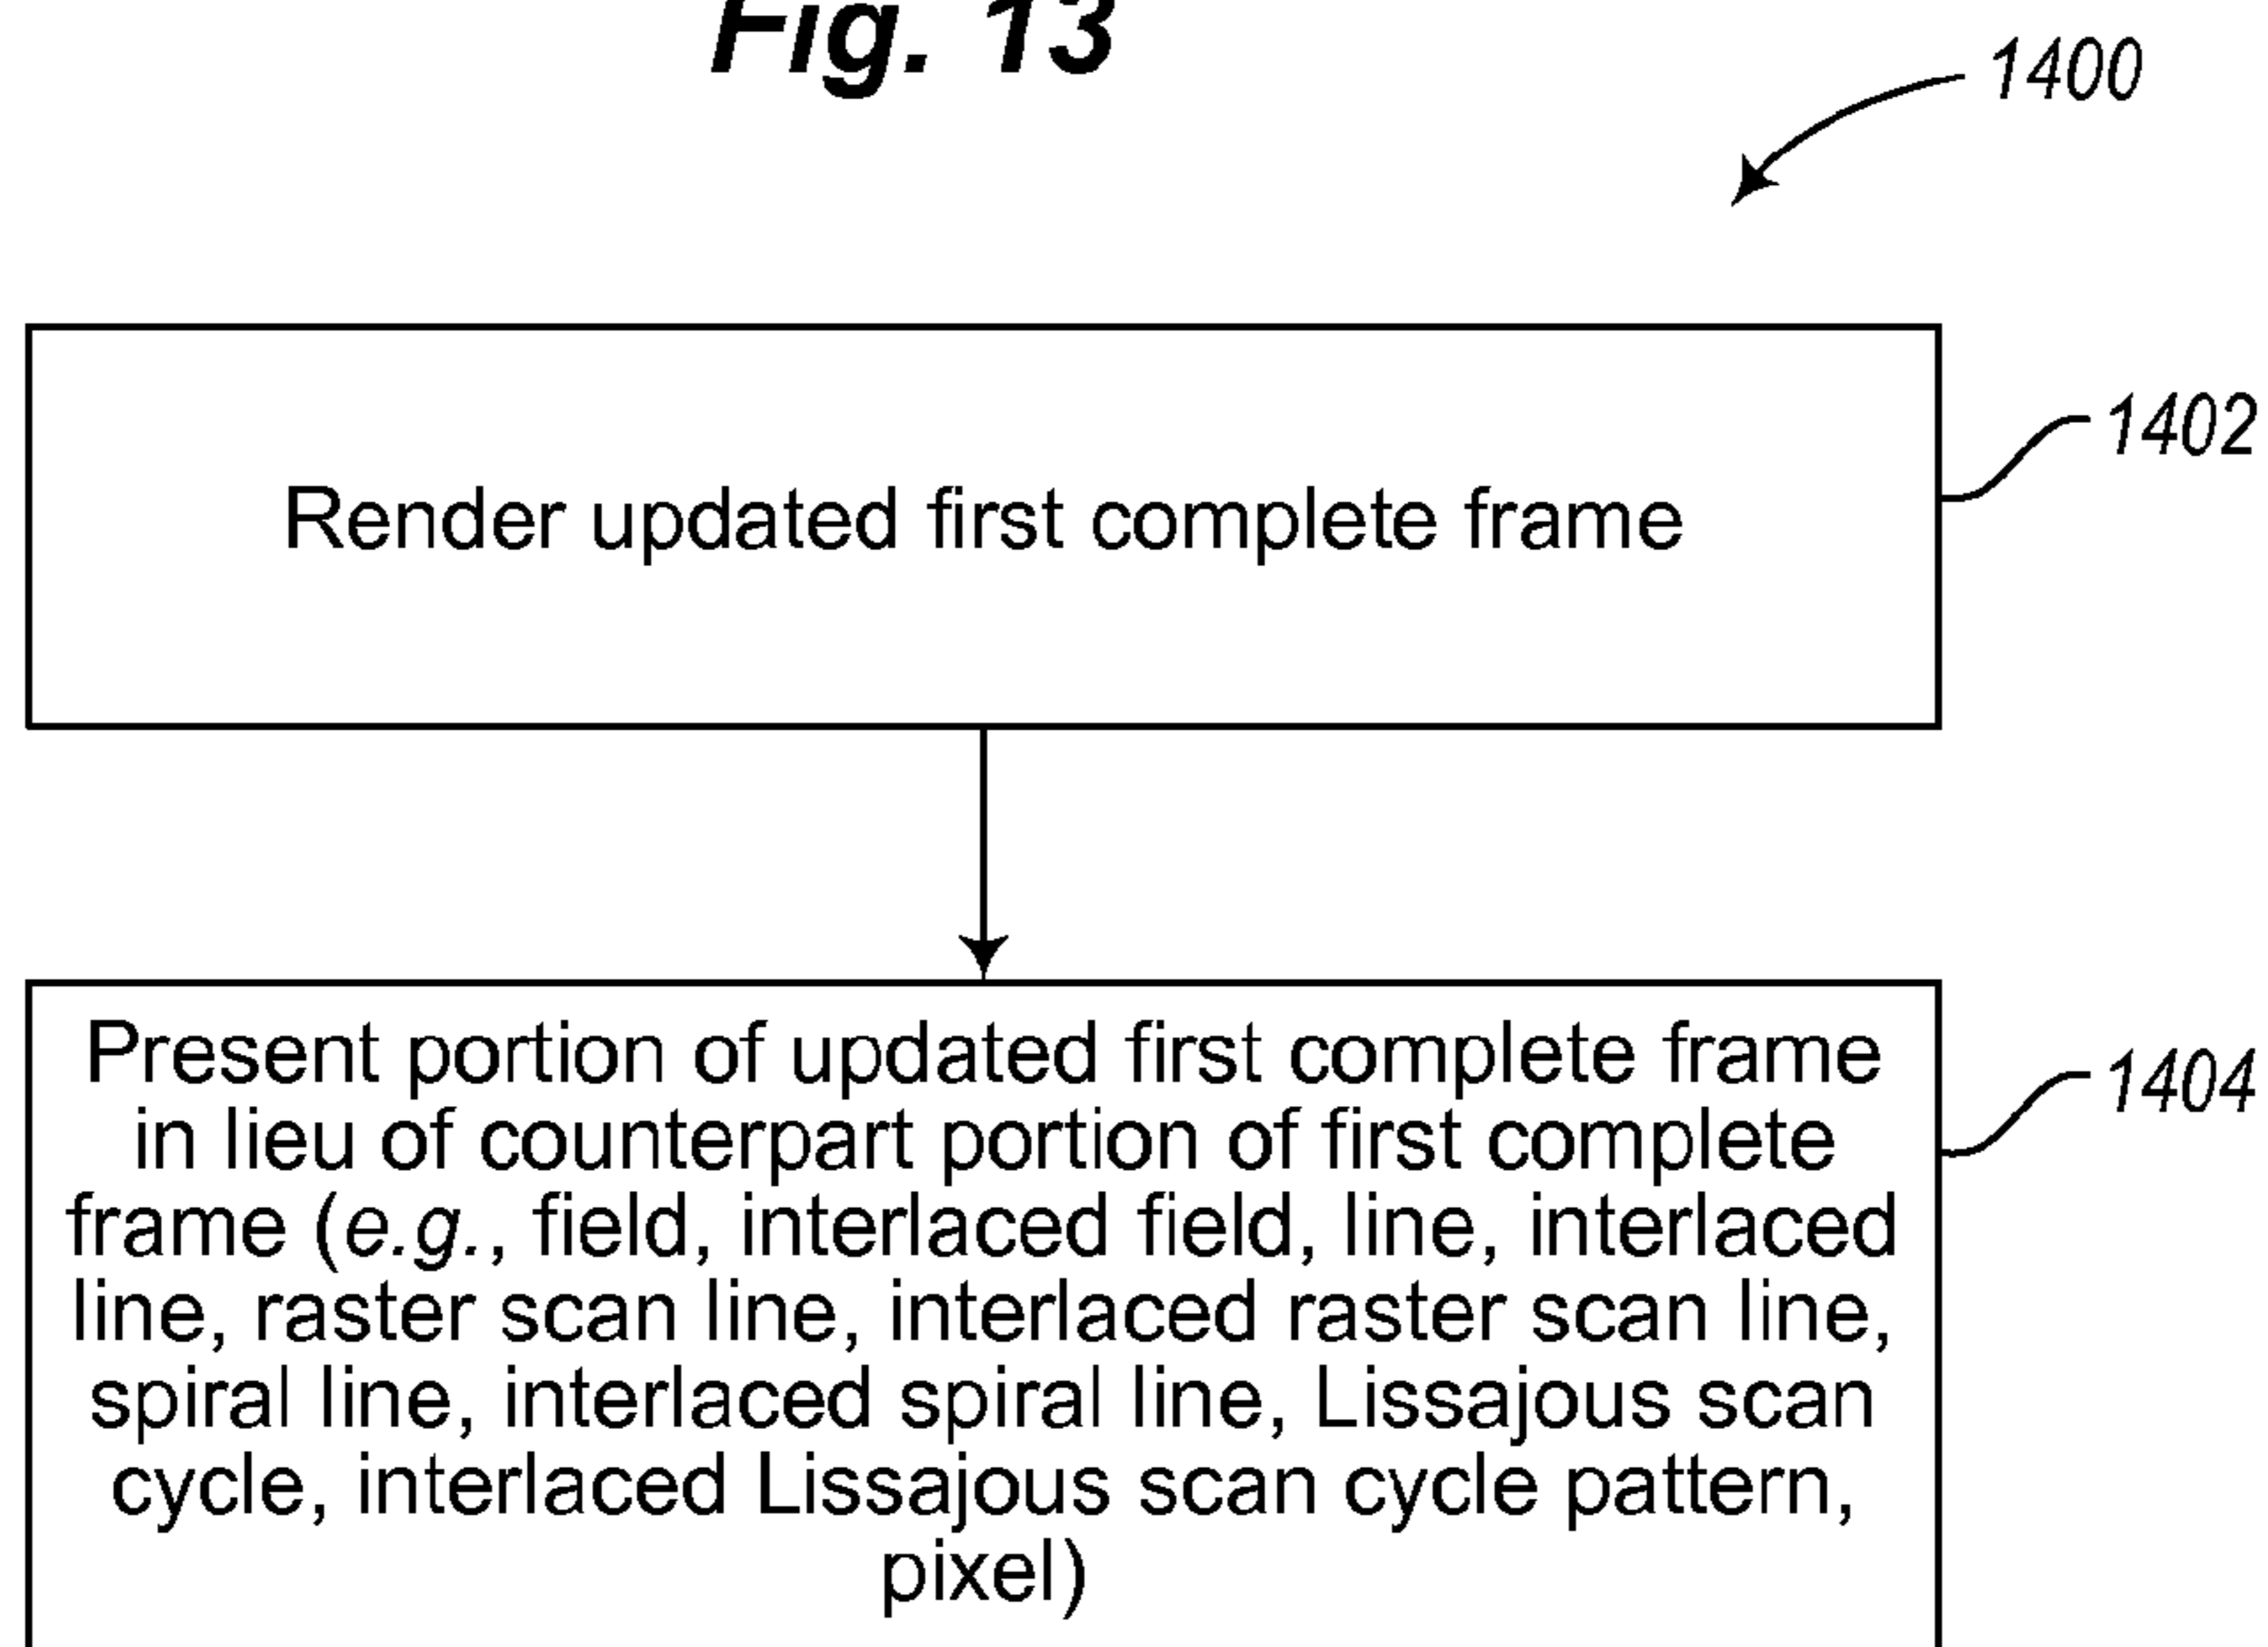 Fig. 13
1400
1402
Render updated first complete frame
Present portion of updated first complete frame
in lieu of counterpart portion of first complete
frame (e.g., field, interlaced field, line, interlaced
line, raster scan line, interlaced raster scan line,
spiral line, interlaced spiral line, Lissajous scan
cycle, interlaced Lissajous scan cycle pattern,
pixel)
1404